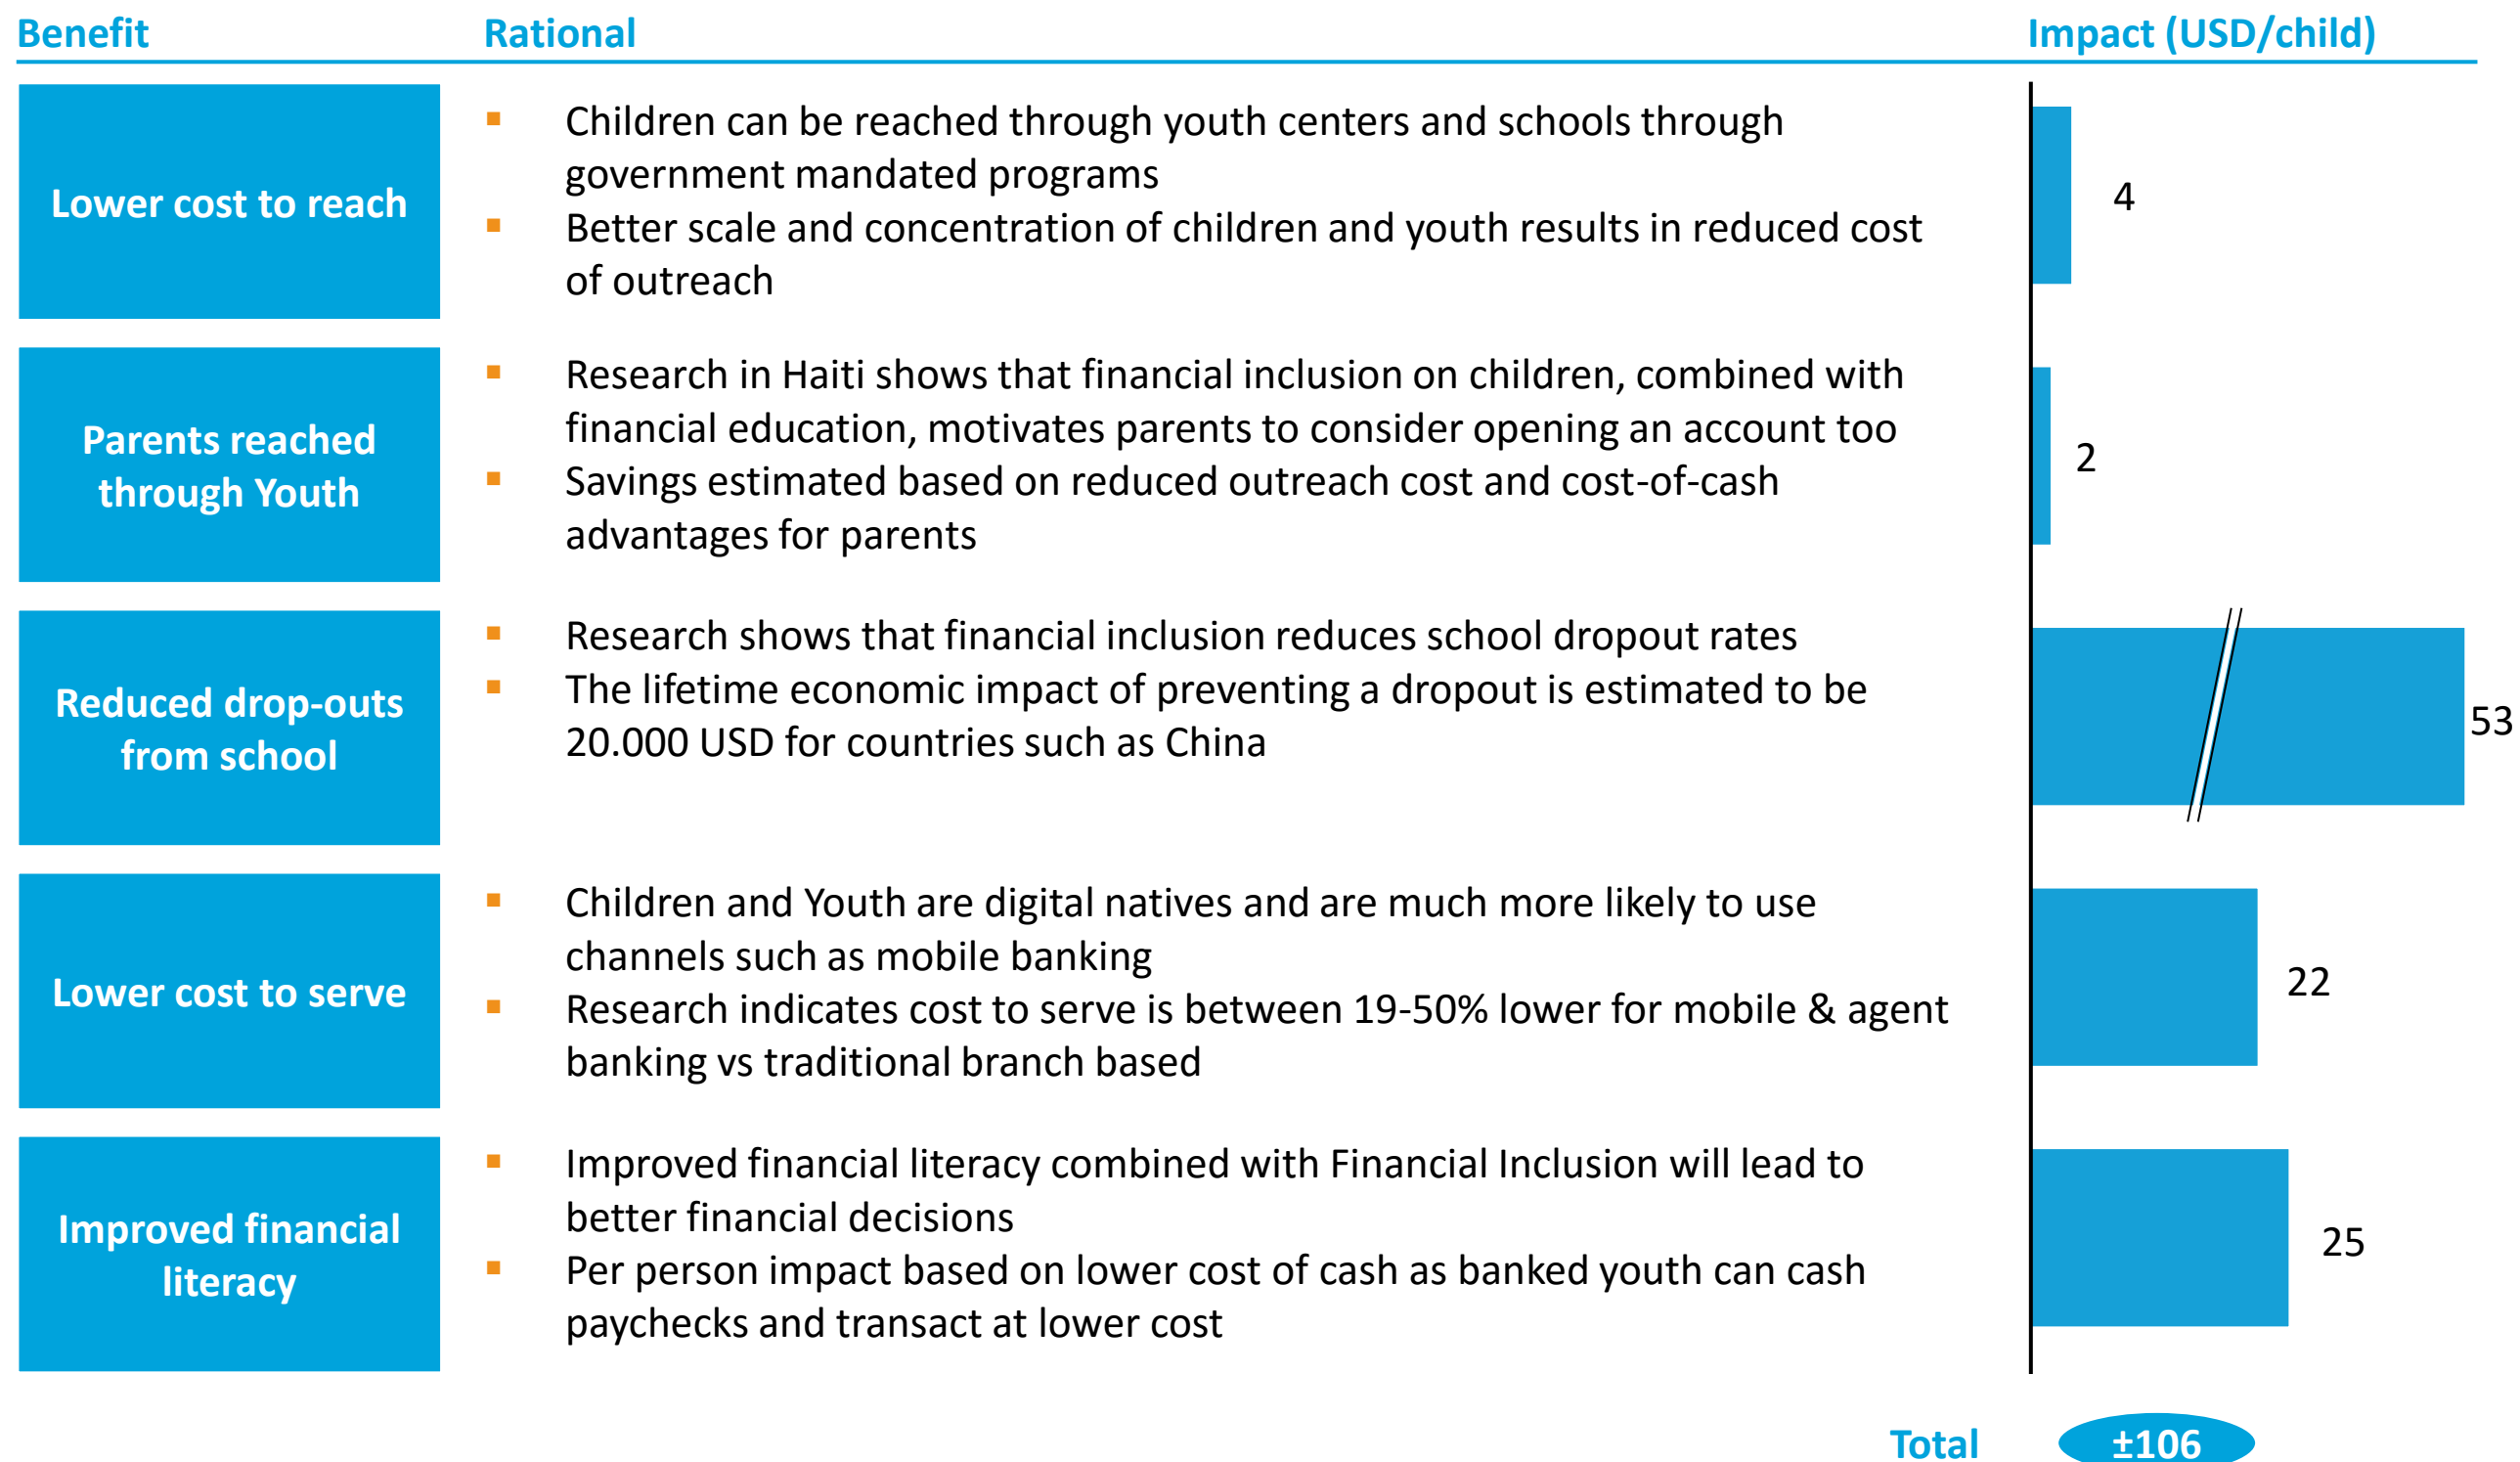 Benefit Rational Impact (USD/child)
Lower cost to reach
▪ Children can be reached through youth centers and schools through
government mandated programs
▪ Better scale and concentration of children and youth results in reduced cost
of outreach
4
Parents reached
through Youth
▪ Research in Haiti shows that financial inclusion on children, combined with
financial education, motivates parents to consider opening an account too
▪ Savings estimated based on reduced outreach cost and cost-of-cash
advantages for parents
2
Reduced drop-outs
from school
▪ Research shows that financial inclusion reduces school dropout rates
▪ The lifetime economic impact of preventing a dropout is estimated to be
20.000 USD for countries such as China
53
Lower cost to serve
▪ Children and Youth are digital natives and are much more likely to use
channels such as mobile banking
▪ Research indicates cost to serve is between 19-50% lower for mobile & agent
banking vs traditional branch based
22
Improved financial
literacy
▪ Improved financial literacy combined with Financial Inclusion will lead to
better financial decisions
▪ Per person impact based on lower cost of cash as banked youth can cash
paychecks and transact at lower cost
25
Total ±106